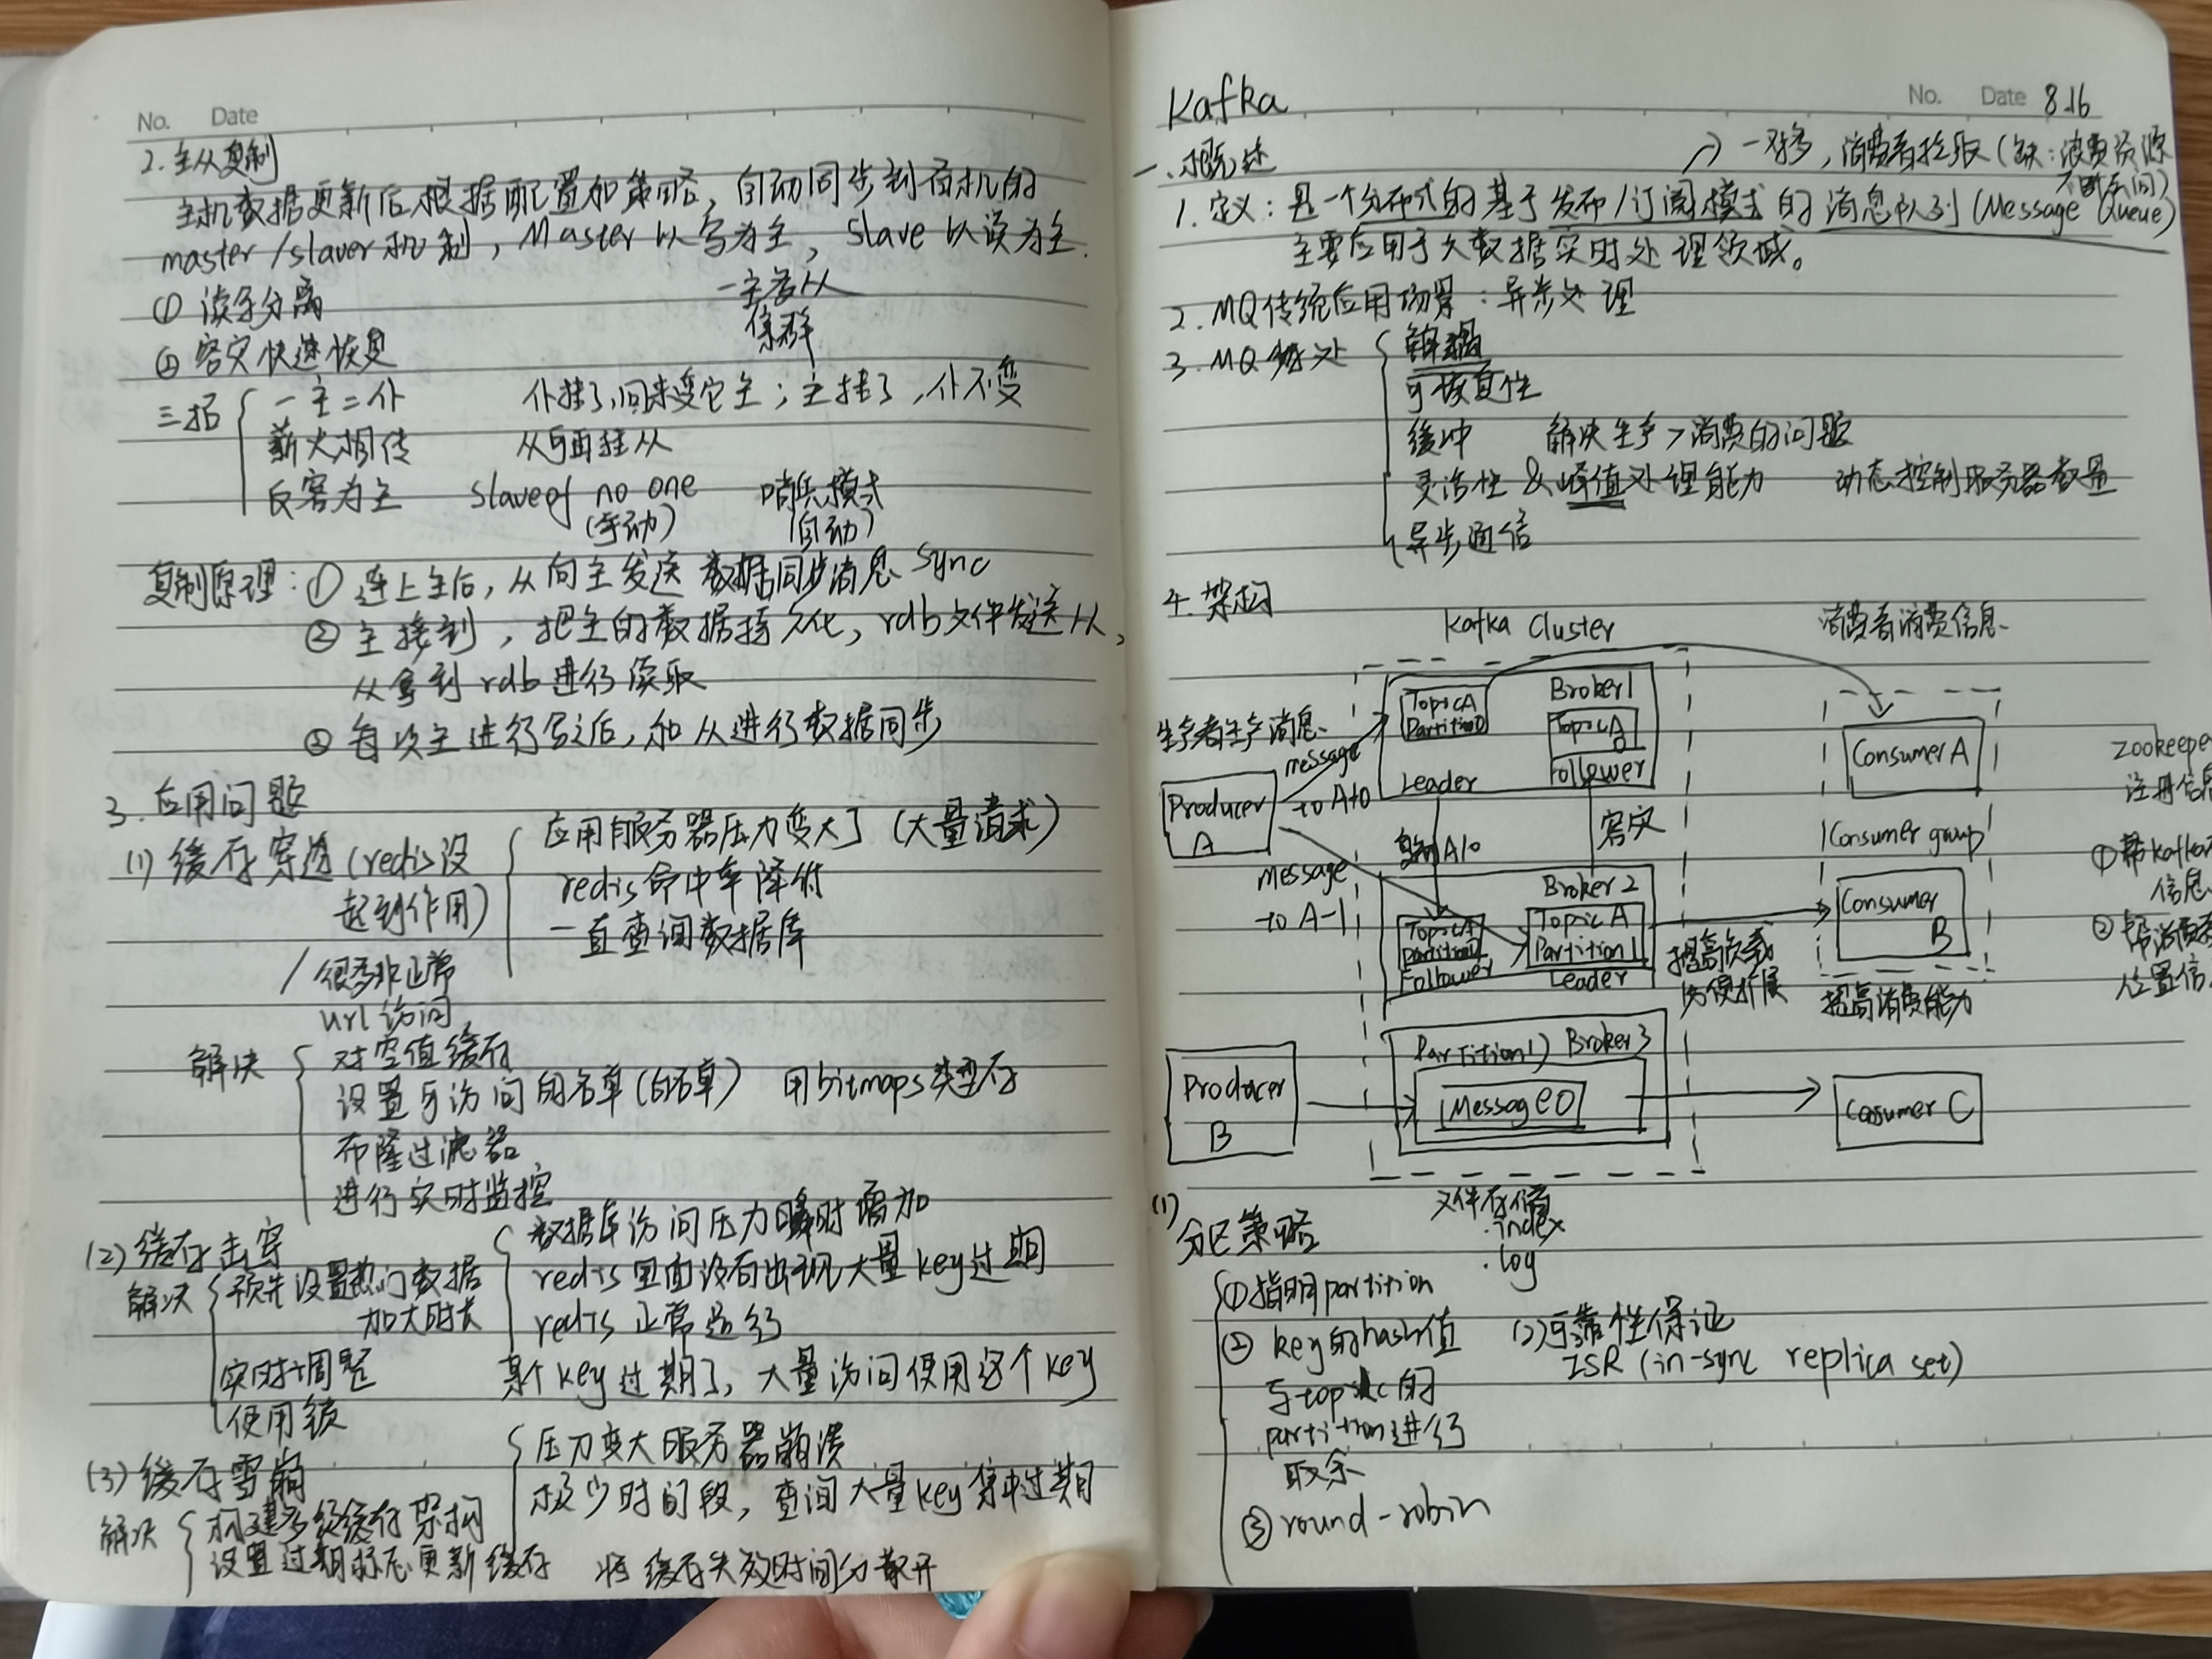 No. Date
2. 主从复制
主机数据更新后根据配置和策略，自动同步到备机的
master/slaver机制，Master以写为主，Slave以读为主.
① 读写分离
② 容灾快速恢复
一主多从
集群
三招
一主二仆 仆挂了,回来变它主；主挂了，仆不变
薪火相传 从后面挂从
反客为主 slaveof no one 哨兵模式
(手动) (自动)
复制原理：① 连上主后，从向主发送数据同步消息 sync
② 主接到，把主的数据持久化，rdb文件发送从，
从拿到rdb进行读取
③ 每次主进行写之后，和从进行数据同步
3. 应用问题
(1) 缓存穿透(redis没
起到作用)
应用服务器压力变大了(大量请求)
redis命中率降低
一直查询数据库
很多非正常
url访问
解决
对空值缓存
设置可访问的名单(白名单) 用bitmaps类型存
布隆过滤器
进行实时监控
(2) 缓存击穿
数据库访问压力瞬时增加
redis里面没有出现大量key过期
redis正常运行
某个key过期了，大量访问使用这个key
解决
预先设置热门数据
加大时长
实时调整
使用锁
(3) 缓存雪崩
压力变大服务器崩溃
极少时间段，查询大量key集中过期
解决
构建多级缓存架构
设置过期标志更新缓存 将缓存失效时间分散开
Kafka
No. Date 8.16
一、概述
一对多，消费者拉取(缺：浪费资源
1. 定义：是一个分布式的基于发布/订阅模式的消息队列(Message Queue)
主要应用于大数据实时处理领域。
2. MQ传统应用场景：异步处理
3. MQ好处
解耦
可恢复性
缓冲 解决生产>消费的问题
灵活性&峰值处理能力 动态控制服务器数量
异步通信
4. 架构
Kafka Cluster 消费者消费信息
生产者生产消息
Producer
A
message
to A-0
message
to A-1
TopicA
Partition0
Leader
Broker1
TopicA
Follower
复制A/0
容灾
Broker2
TopicA
Partition0
Follower
TopicA
Partition1
Leader
提高负载
方便扩展
Consumer A
Consumer group
Consumer
B
提高消费能力
zookeeper
注册信息
① 帮kafka
信息
② 帮消费者
位置信
Producer
B
Partition1 Broker3
Message0
Consumer C
文件存储
.index
.log
(1)
分区策略
① 指明partition
② key的hash值
与topic的
partition进行
取余
③ round-robin
(2)可靠性保证
ISR (in-sync replica set)